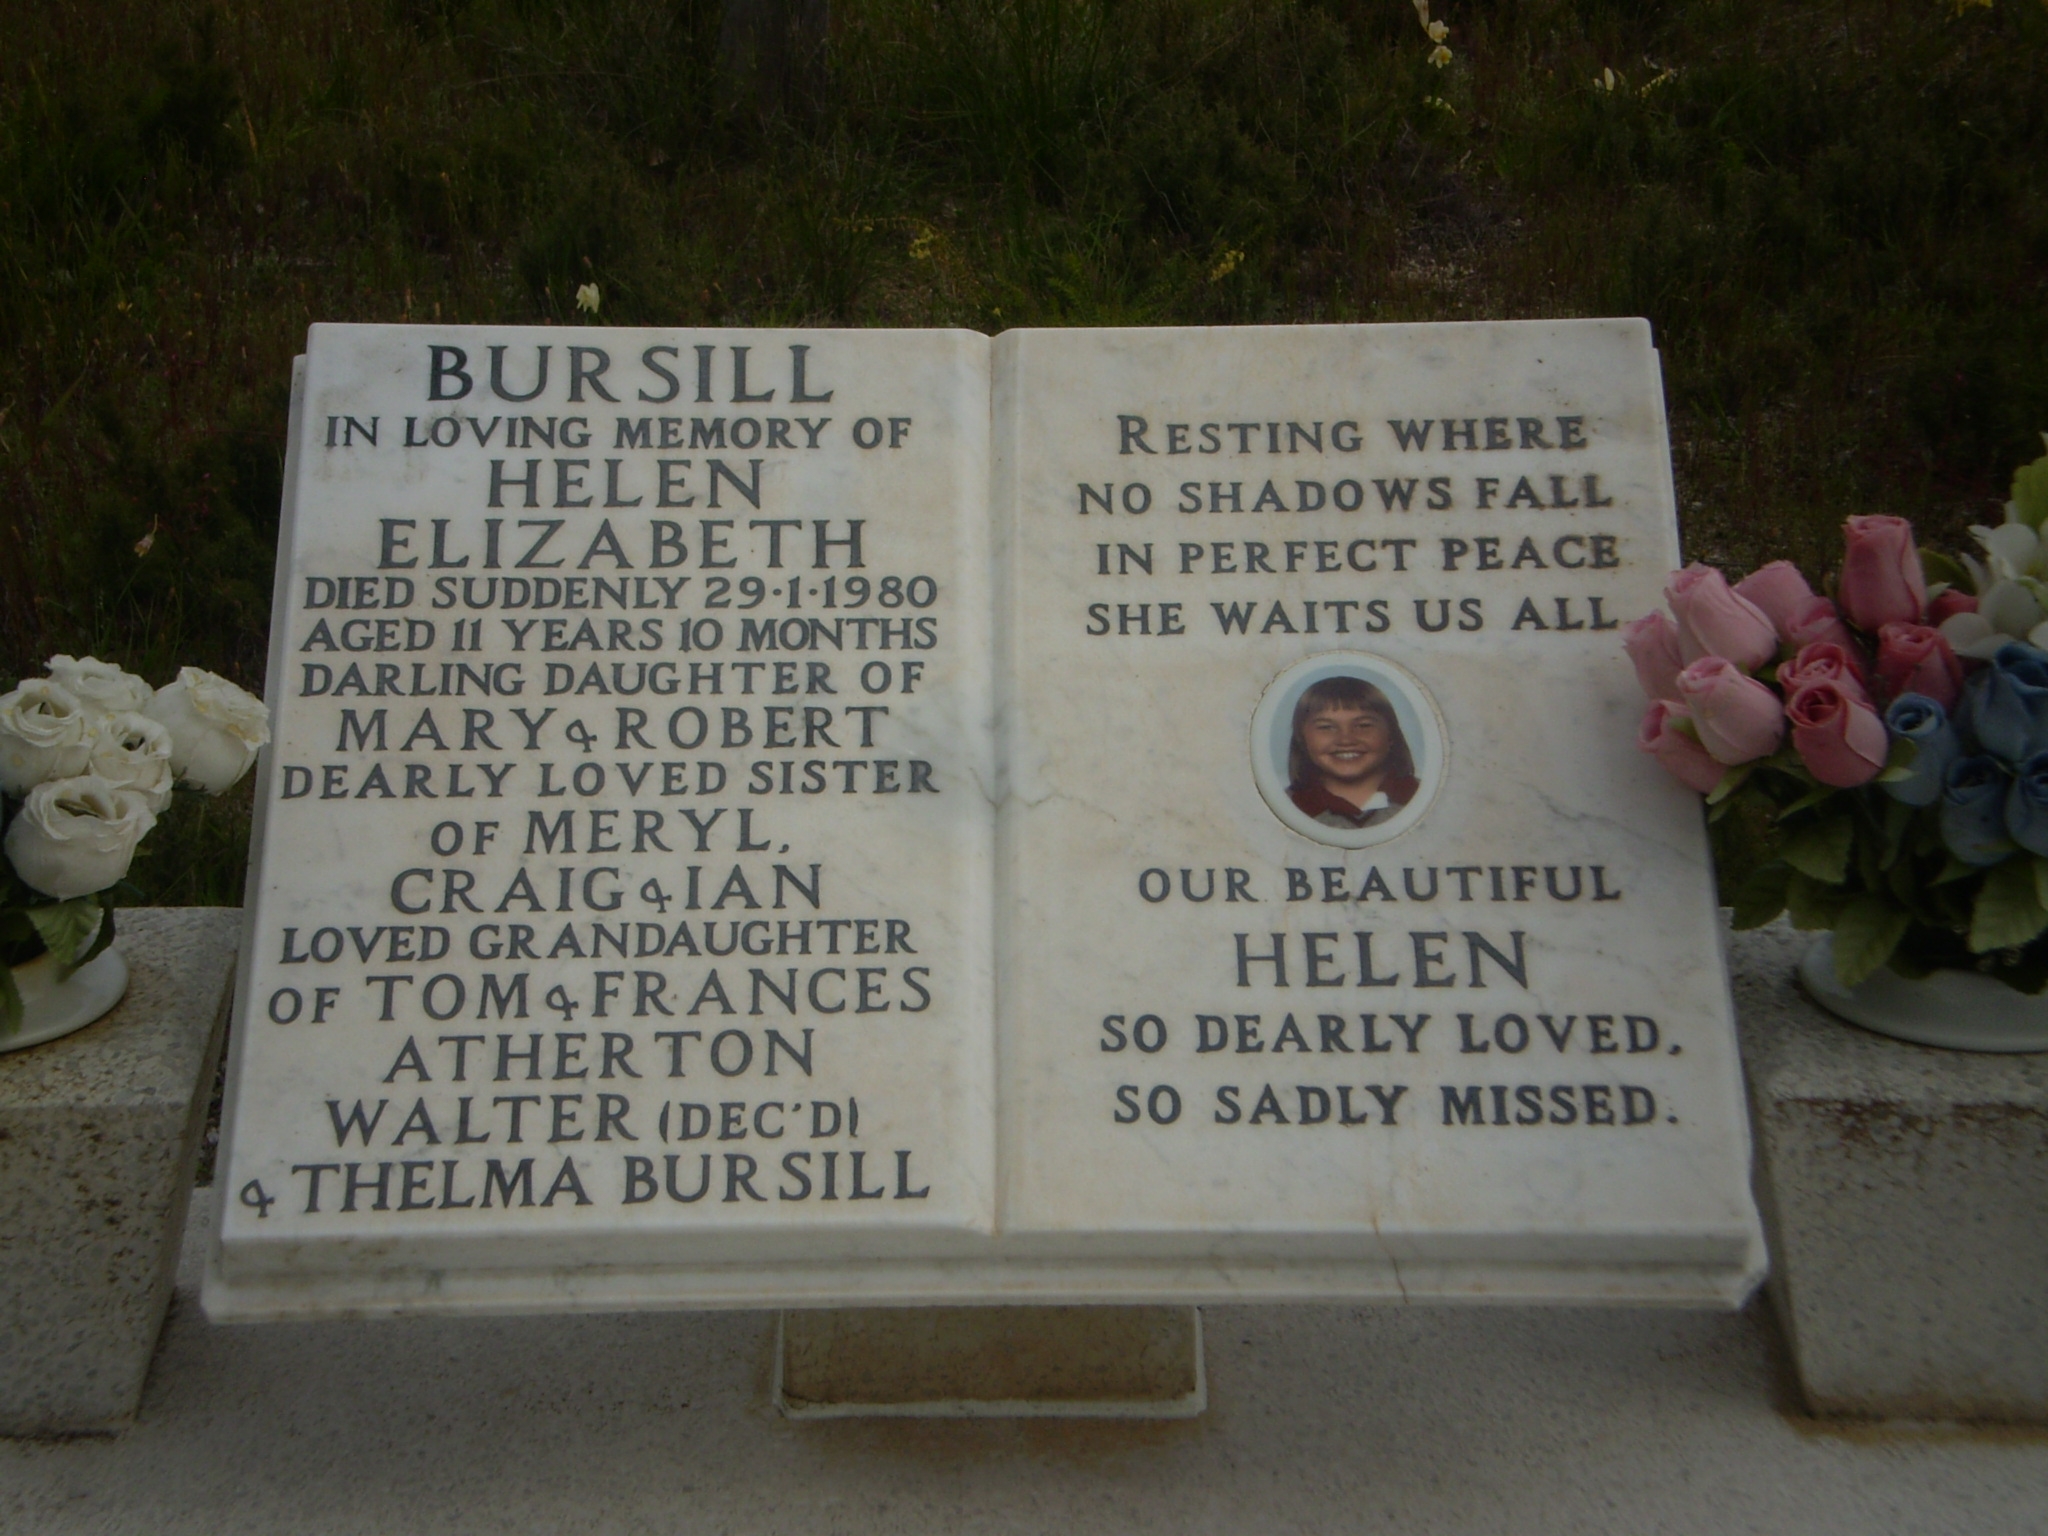 BURSILL
IN LOVING MEMORY OF
HELEN
ELIZABETH
DIED SUDDENLY 29·1·1980
AGED 11 YEARS 10 MONTHS
DARLING DAUGHTER OF
MARY & ROBERT
DEARLY LOVED SISTER
OF MERYL,
CRAIG & IAN
LOVED GRANDAUGHTER
OF TOM & FRANCES
ATHERTON
WALTER (DEC'D)
& THELMA BURSILL
RESTING WHERE
NO SHADOWS FALL
IN PERFECT PEACE
SHE WAITS US ALL
OUR BEAUTIFUL
HELEN
SO DEARLY LOVED,
SO SADLY MISSED.